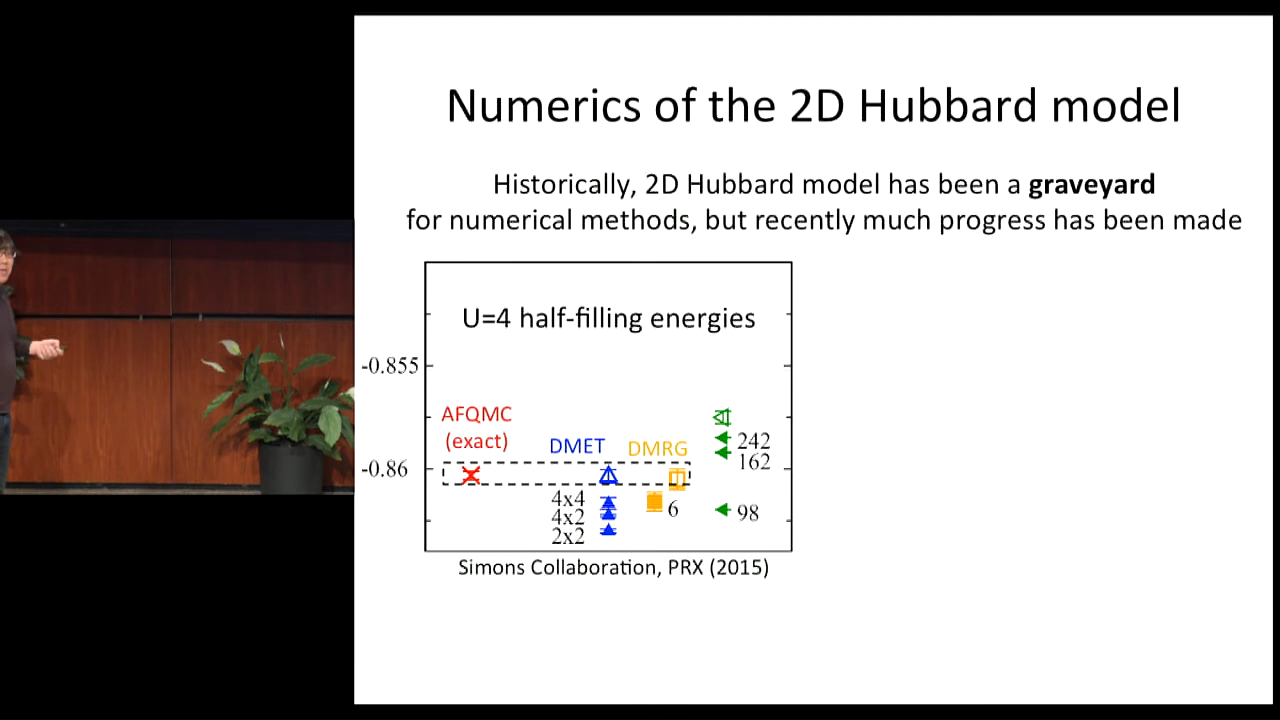 Numerics of the 2D Hubbard model
Historically, 2D Hubbard model has been a graveyard
for numerical methods, but recently much progress has been made
U=4 half-filling energies
-0.855
AFQMC
(exact)
DMET
DMRG
242
-0.86
162
4x4
6
98
4x2
2x2
Simons Collaboration, PRX (2015)